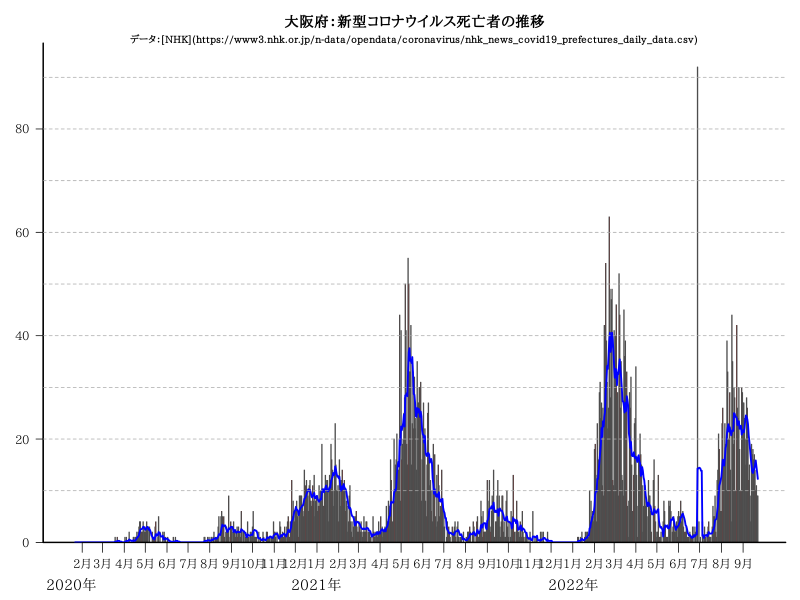 大阪府：新型コロナウイルス死亡者の推移
データ：[NHK](https://www3.nhk.or.jp/n-data/opendata/coronavirus/nhk_news_covid19_prefectures_daily_data.csv)
80
60
40
20
0
2月3月 4月5月 6月7月 8月9月10月11月12月1月 2月3月 4月5月 6月7月 8月9月10月11月12月1月 2月3月 4月5月 6月7月 8月9月
2020年 2021年 2022年